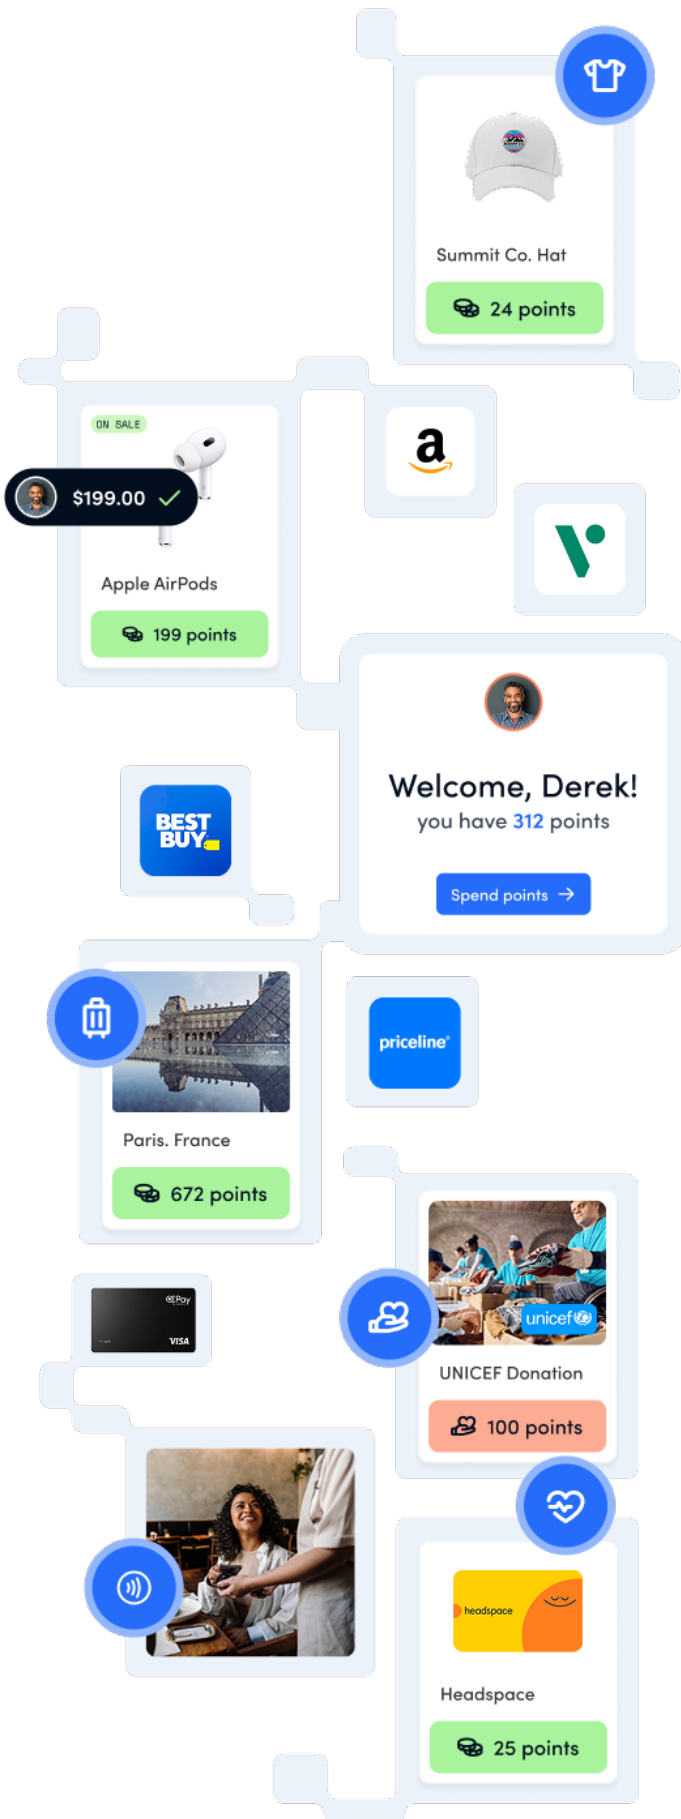 Summit Co. Hat
24 points
ON SALE
$199.00
Apple AirPods
199 points
a
Welcome, Derek!
you have 312 points
Spend points →
BEST
BUY
priceline®
Paris. France
672 points
Pay
VISA
unicef
UNICEF Donation
100 points
headspace
Headspace
25 points